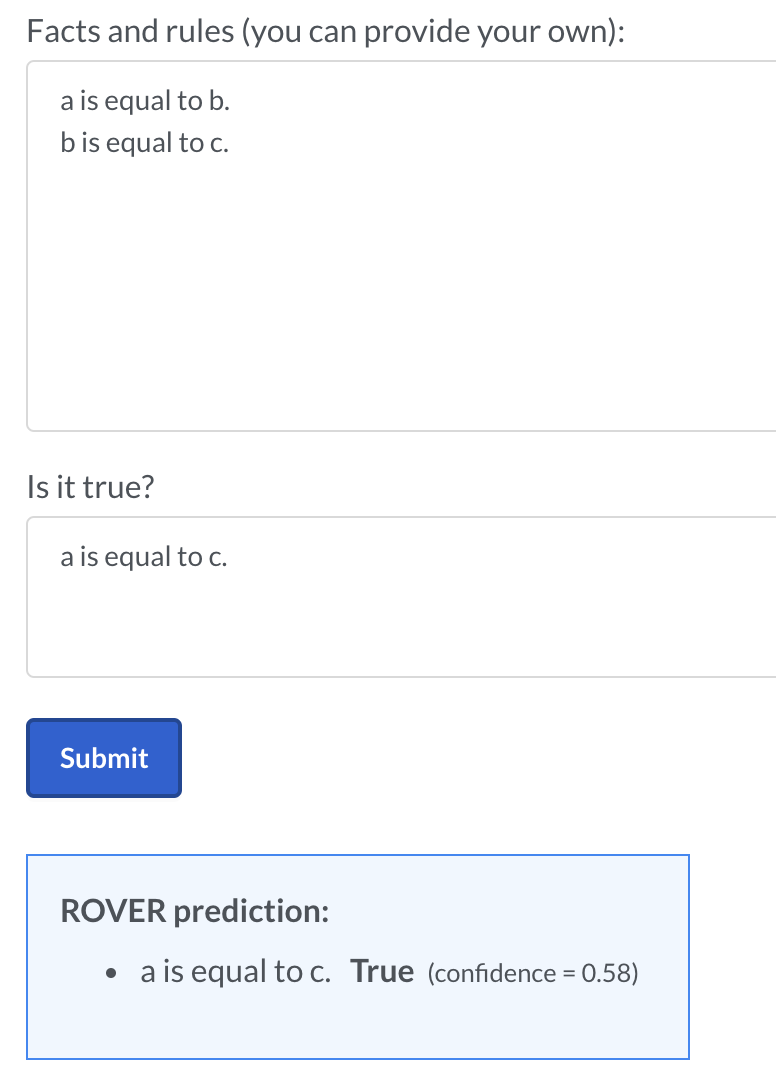 Facts and rules (you can provide your own):
a is equal to b.
b is equal to c.
Is it true?
a is equal to c.
Submit
ROVER prediction:
• a is equal to c. True (confidence = 0.58)